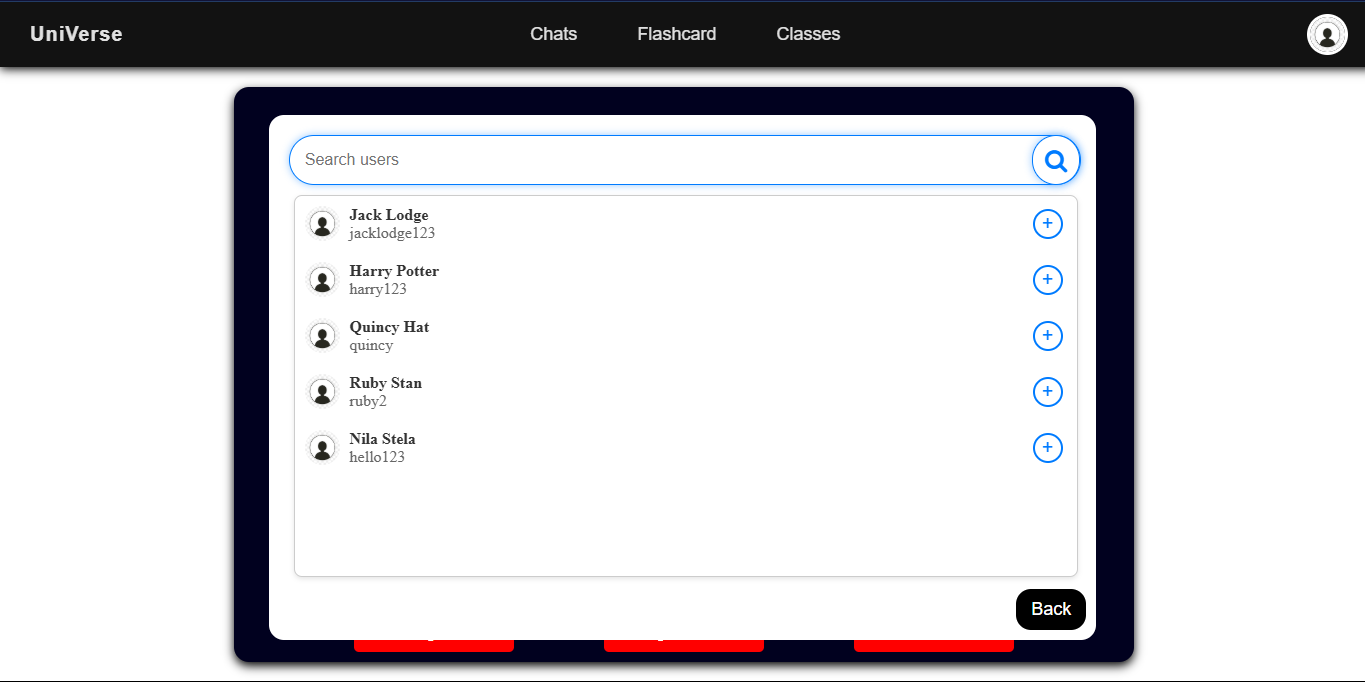 UniVerse
Chats
Flashcard
Classes
Search users
Jack Lodge
jacklodge123
+
Harry Potter
harry123
+
Quincy Hat
quincy
+
Ruby Stan
ruby2
+
Nila Stela
hello123
+
Back